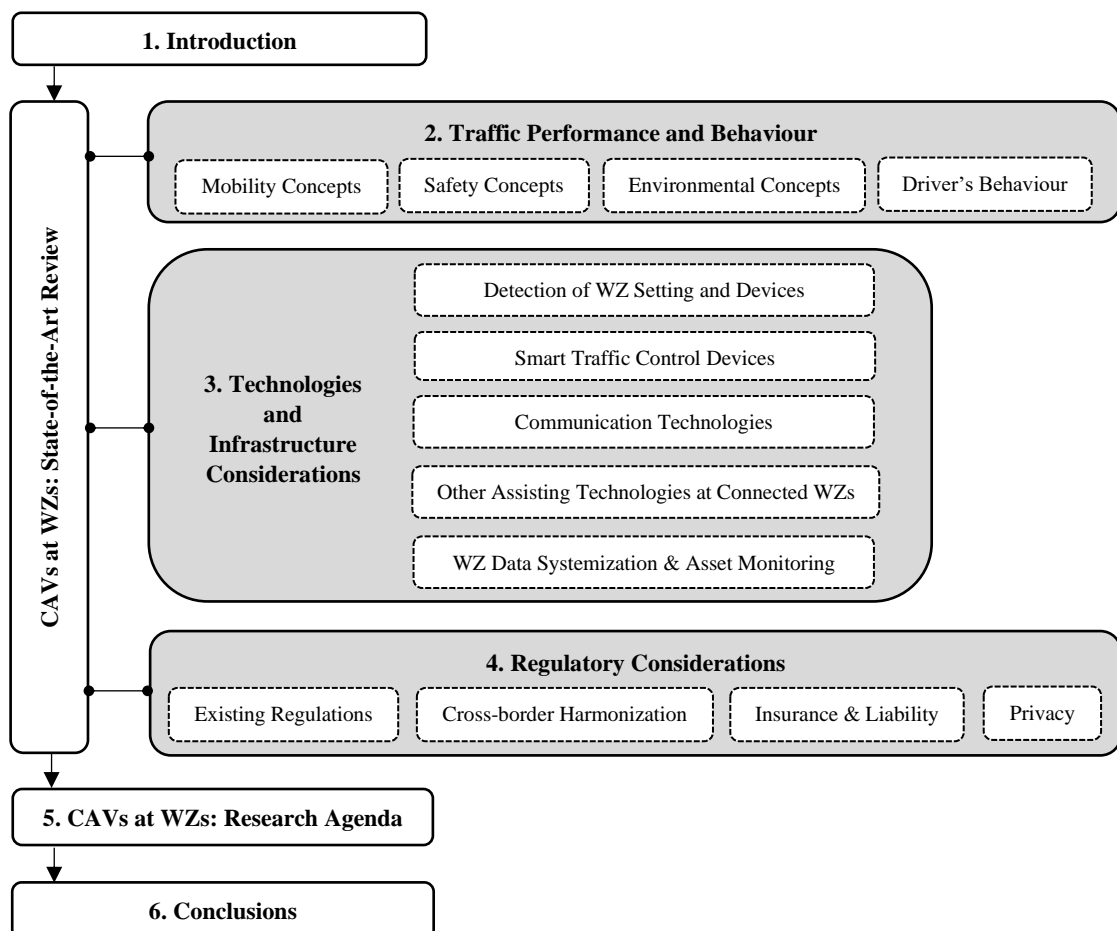 1. Introduction
CAVs at WZs: State-of-the-Art Review
2. Traffic Performance and Behaviour
Mobility Concepts
Safety Concepts
Environmental Concepts
Driver's Behaviour
3. Technologies
and
Infrastructure
Considerations
Detection of WZ Setting and Devices
Smart Traffic Control Devices
Communication Technologies
Other Assisting Technologies at Connected WZs
WZ Data Systemization & Asset Monitoring
4. Regulatory Considerations
Existing Regulations
Cross-border Harmonization
Insurance & Liability
Privacy
5. CAVs at WZs: Research Agenda
6. Conclusions